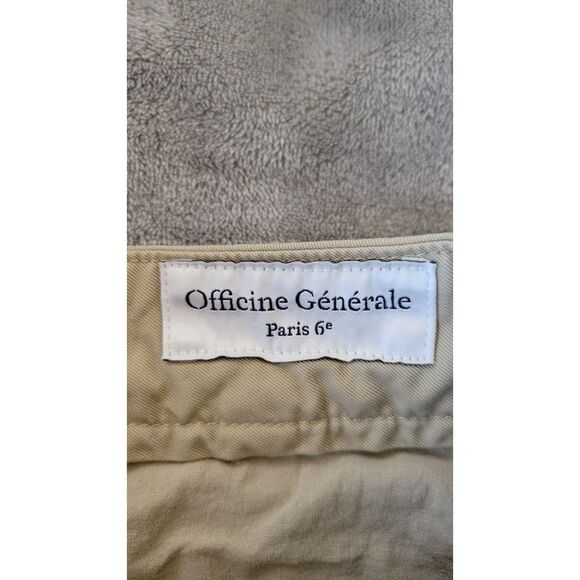 Officine Générale
Paris 6ᵉ